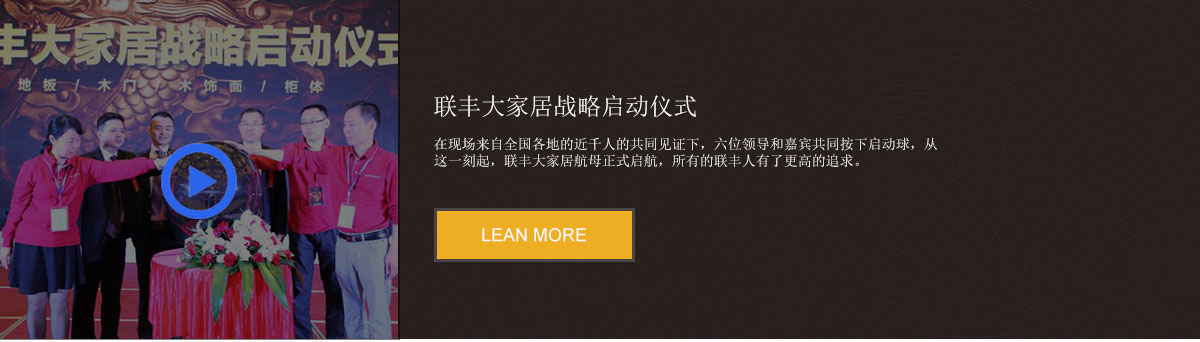 丰大家居战略启动仪式
地板/木门/木饰面/柜体
联丰大家居战略启动仪式
在现场来自全国各地的近千人的共同见证下，六位领导和嘉宾共同按下启动球，从
这一刻起，联丰大家居航母正式启航，所有的联丰人有了更高的追求。
LEAN MORE